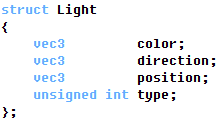 struct Light
{
    vec3         color;
    vec3         direction;
    vec3         position;
    unsigned int type;
};